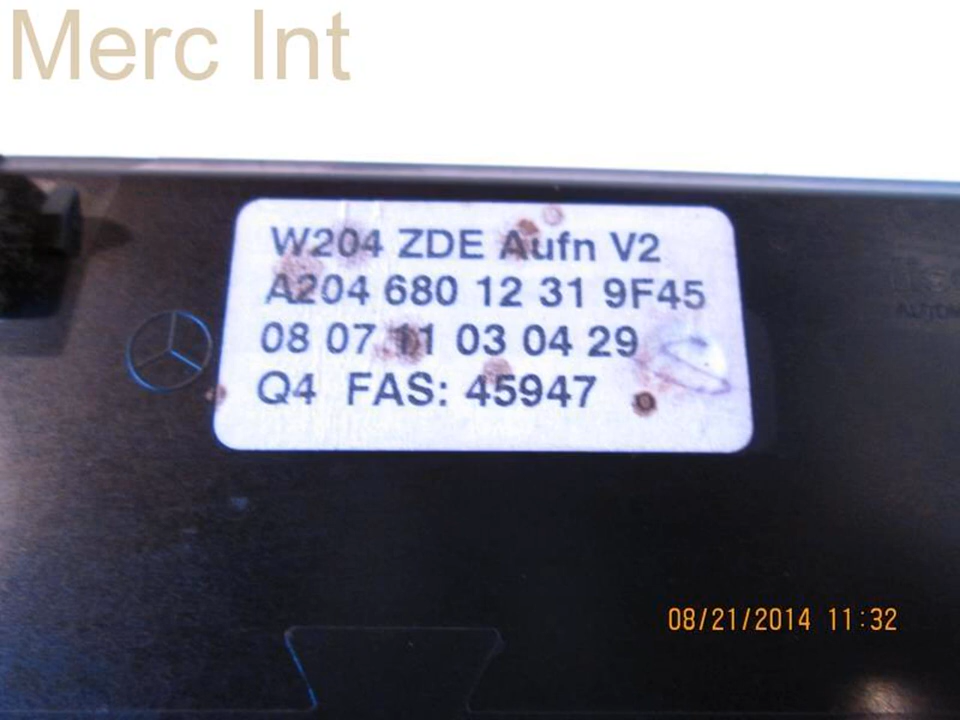 Merc Int
W204 ZDE Aufn V2
A204 680 12 31 9F45
08 07 11 03 04 29
Q4 FAS: 45947
08/21/2014 11:32